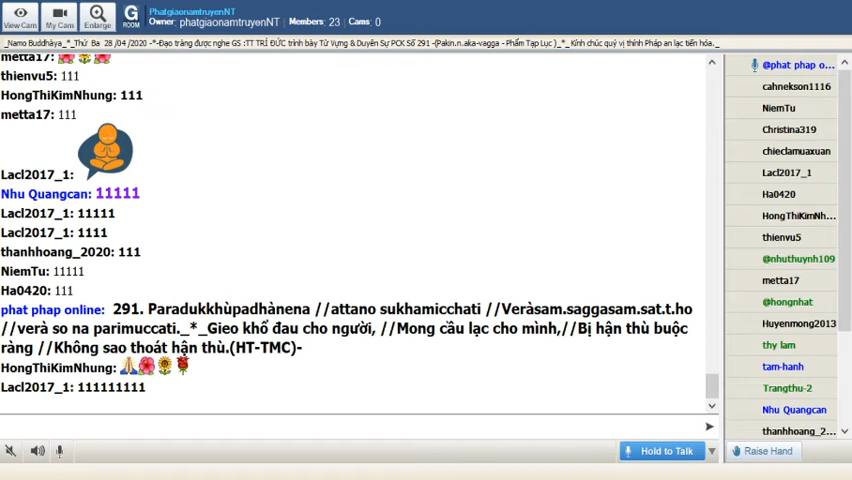 View Cam
My Cam
Enlarge
G
ROOM
PhatgiaonamtruyenNT
Owner: phatgiaonamtruyenNT | Members: 23 | Cams: 0
_Namo Buddhàya_*_Thứ Ba 28 /04 /2020 -*-Đạo tràng được nghe GS :TT TRÍ ĐỨC trình bày Từ Vựng & Duyên Sự PCK Số 291 -(Pakin.n.aka-vagga - Phẩm Tạp Lục )_*_ Kính chúc quý vị thính Pháp an lạc tiến hóa._
metta17:
thienvu5: 111
HongThiKimNhung: 111
metta17: 111
Lacl2017_1:
Nhu Quangcan: 11111
Lacl2017_1: 11111
Lacl2017_1: 1111
thanhhoang_2020: 111
NiemTu: 11111
Ha0420: 111
phat phap online: 291. Paradukkhùpadhànena //attano sukhamicchati //Veràsam.saggasam.sat.t.ho
//verà so na parimuccati._*_Gieo khổ đau cho người, //Mong cầu lạc cho mình,//Bị hận thù buộc
ràng //Không sao thoát hận thù.(HT-TMC)-
HongThiKimNhung:
Lacl2017_1: 111111111
@phat phap o...
cahnekson1116
NiemTu
Christina319
chieclamuaxuan
Lacl2017_1
Ha0420
HongThiKimNh...
thienvu5
@nhuthuynh109
metta17
@hongnhat
Huyenmong2013
thy lam
tam-hanh
Trangthu-2
Nhu Quangcan
thanhhoang_2...
Hold to Talk
Raise Hand